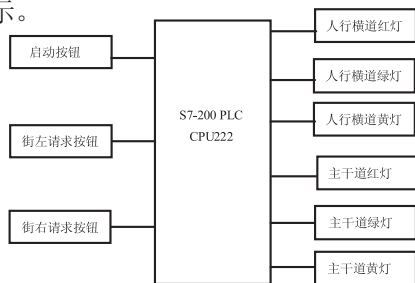 示。
启动按钮
街左请求按钮
街右请求按钮
S7-200 PLC
CPU222
人行横道红灯
人行横道绿灯
人行横道黄灯
主干道红灯
主干道绿灯
主干道黄灯